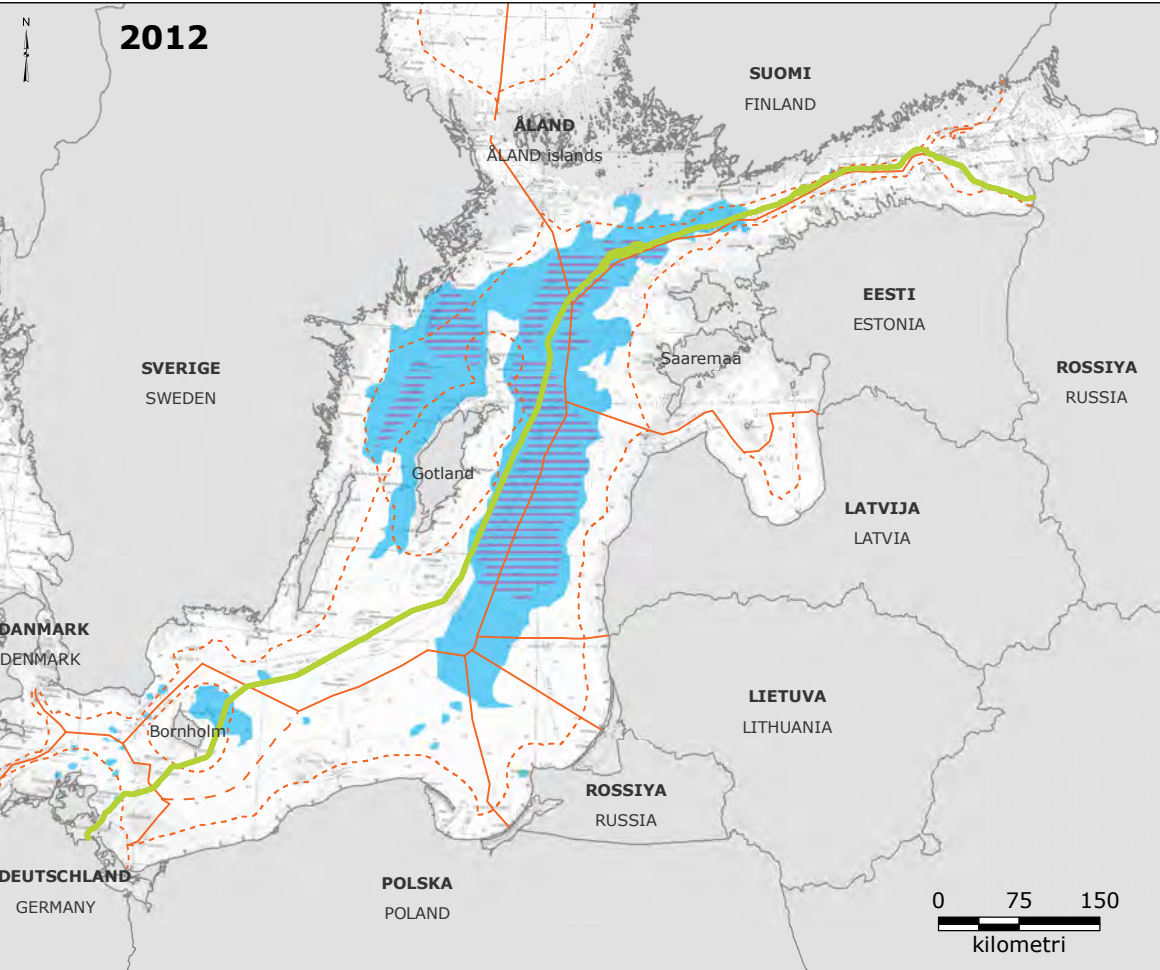 N
2012
SUOMI
FINLAND
ÅLAND
ÅLAND islands
EESTI
ESTONIA
Saaremaa
SVERIGE
SWEDEN
ROSSIYA
RUSSIA
Gotland
LATVIJA
LATVIA
DANMARK
DENMARK
LIETUVA
LITHUANIA
Bornholm
ROSSIYA
RUSSIA
DEUTSCHLAND
GERMANY
POLSKA
POLAND
0 75 150
kilometri